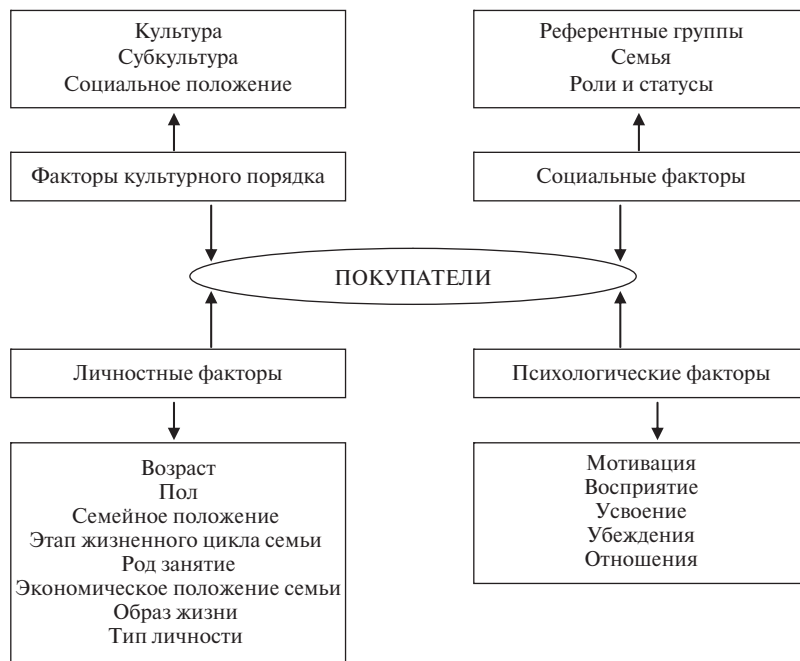 Культура
Субкультура
Социальное положение
Референтные группы
Семья
Роли и статусы
Факторы культурного порядка
Социальные факторы
ПОКУПАТЕЛИ
Личностные факторы
Психологические факторы
Возраст
Пол
Семейное положение
Этап жизненного цикла семьи
Род занятие
Экономическое положение семьи
Образ жизни
Тип личности
Мотивация
Восприятие
Усвоение
Убеждения
Отношения